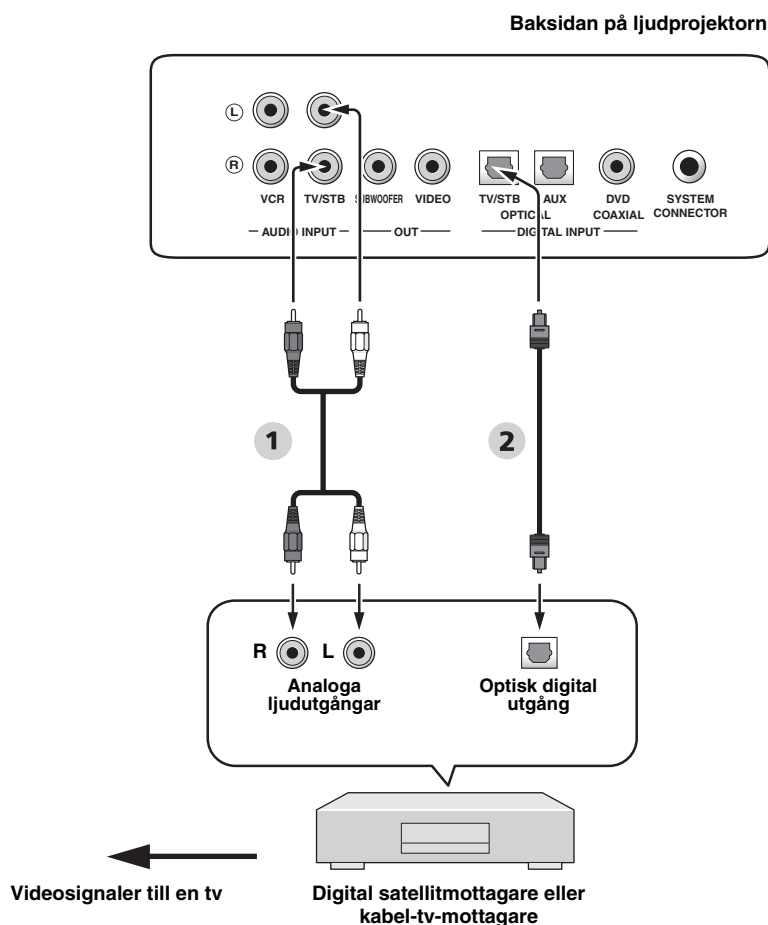 Baksidan på ljudprojektorn
L
R
VCR TV/STB SUBWOOFER VIDEO TV/STB AUX DVD SYSTEM
OPTICAL COAXIAL CONNECTOR
AUDIO INPUT OUT DIGITAL INPUT
1 2
R L
Analoga
ljudutgångar
Optisk digital
utgång
Videosignaler till en tv
Digital satellitmottagare eller
kabel-tv-mottagare